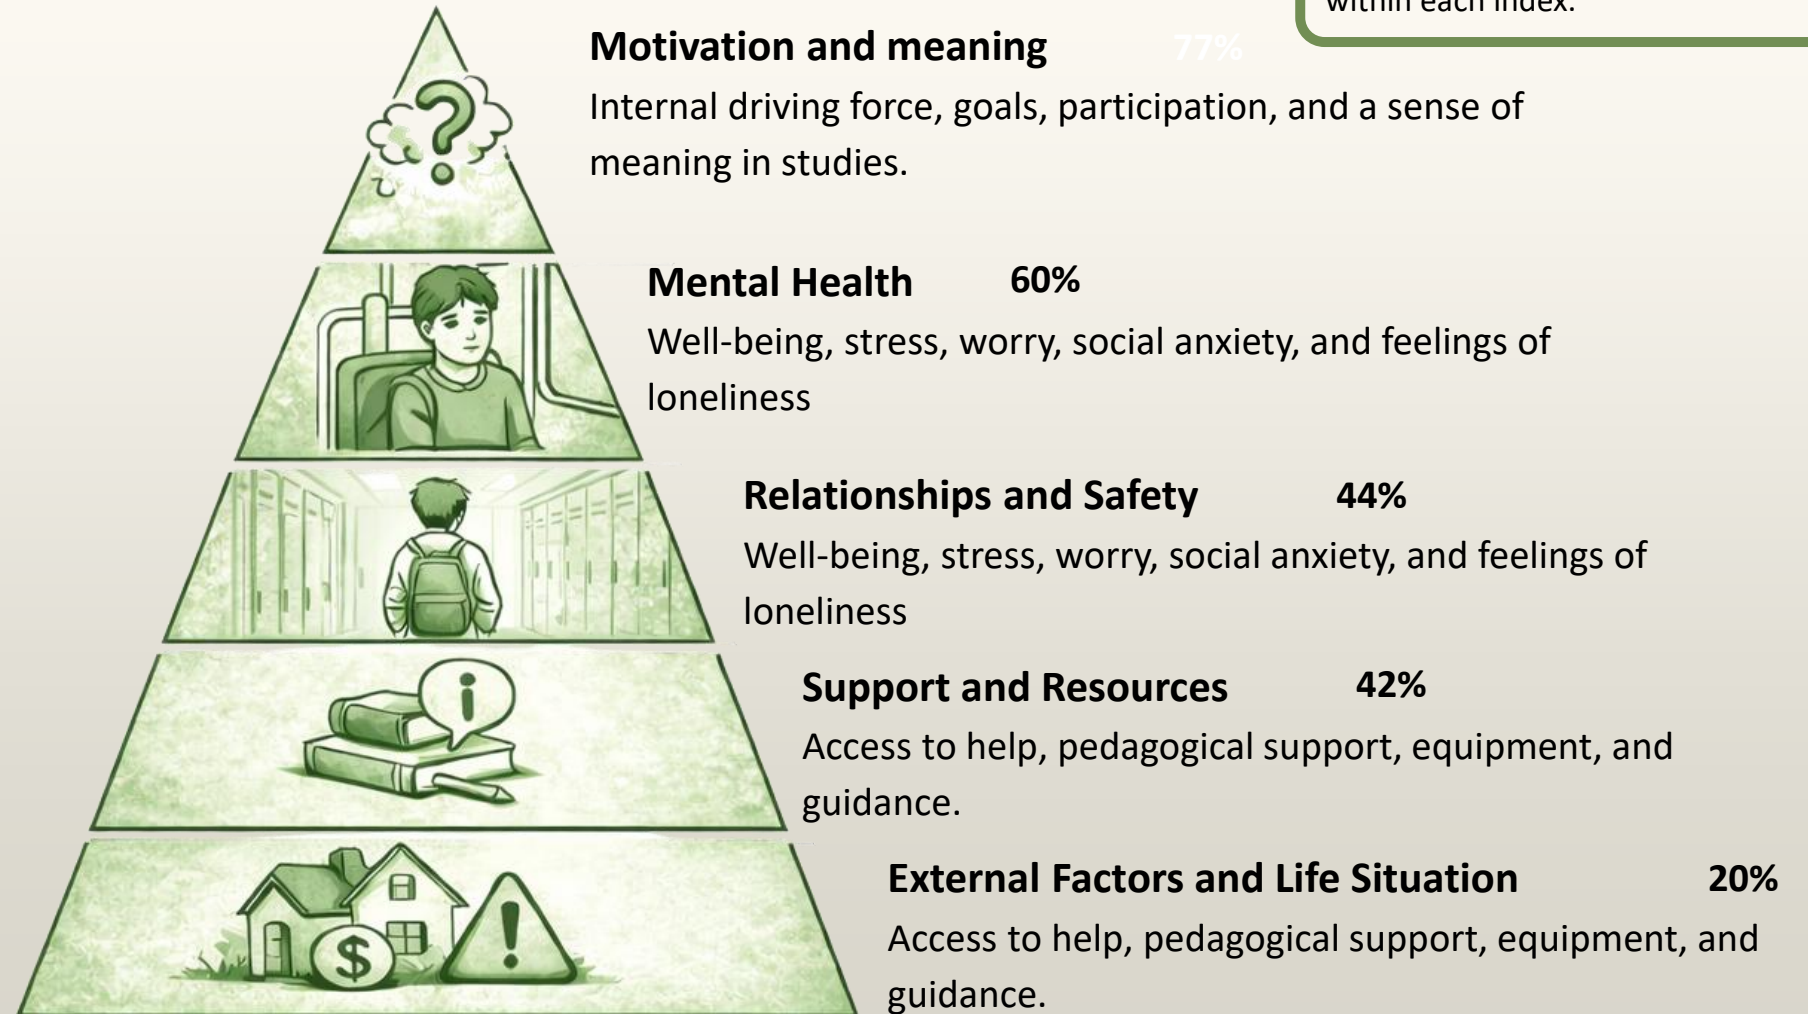 within each index.
Motivation and meaning 77%
Internal driving force, goals, participation, and a sense of
meaning in studies.
Mental Health 60%
Well-being, stress, worry, social anxiety, and feelings of
loneliness
Relationships and Safety 44%
Well-being, stress, worry, social anxiety, and feelings of
loneliness
Support and Resources 42%
Access to help, pedagogical support, equipment, and
guidance.
External Factors and Life Situation 20%
Access to help, pedagogical support, equipment, and
guidance.